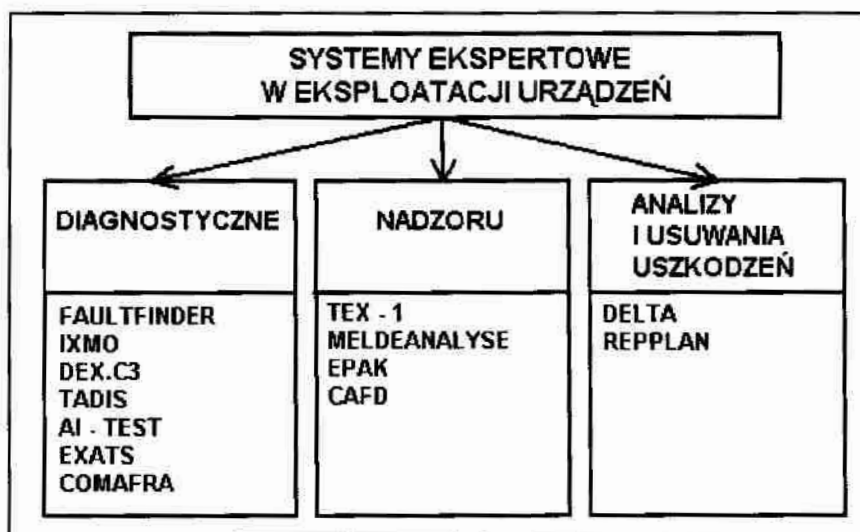 SYSTEMY EKSPERTOWE
W EKSPLOATACJI URZĄDZEŃ
DIAGNOSTYCZNE
FAULTFINDER
IXMO
DEX.C3
TADIS
AI - TEST
EXATS
COMAFRA
NADZORU
TEX - 1
MELDEANALYSE
EPAK
CAFD
ANALIZY
I USUWANIA
USZKODZEŃ
DELTA
REPPLAN